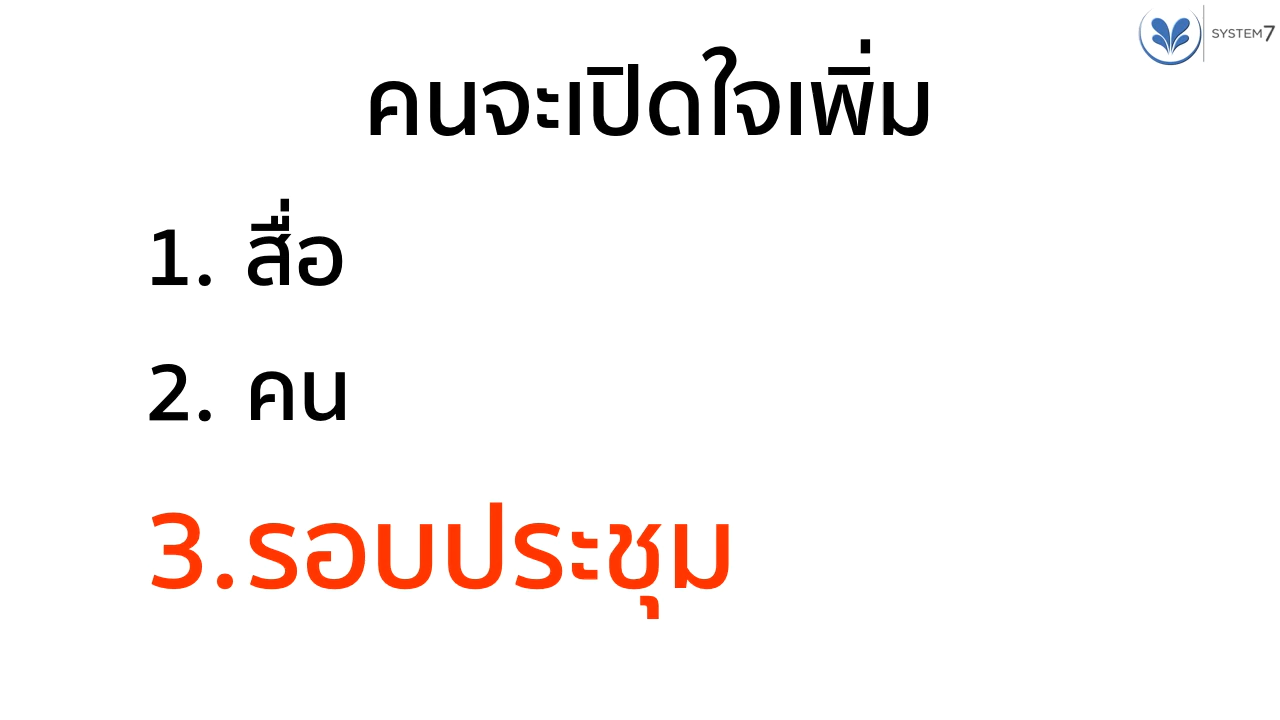 SYSTEM7
คนจะเปิดใจเพิ่ม
1. สื่อ
2. คน
3.รอบประชุม